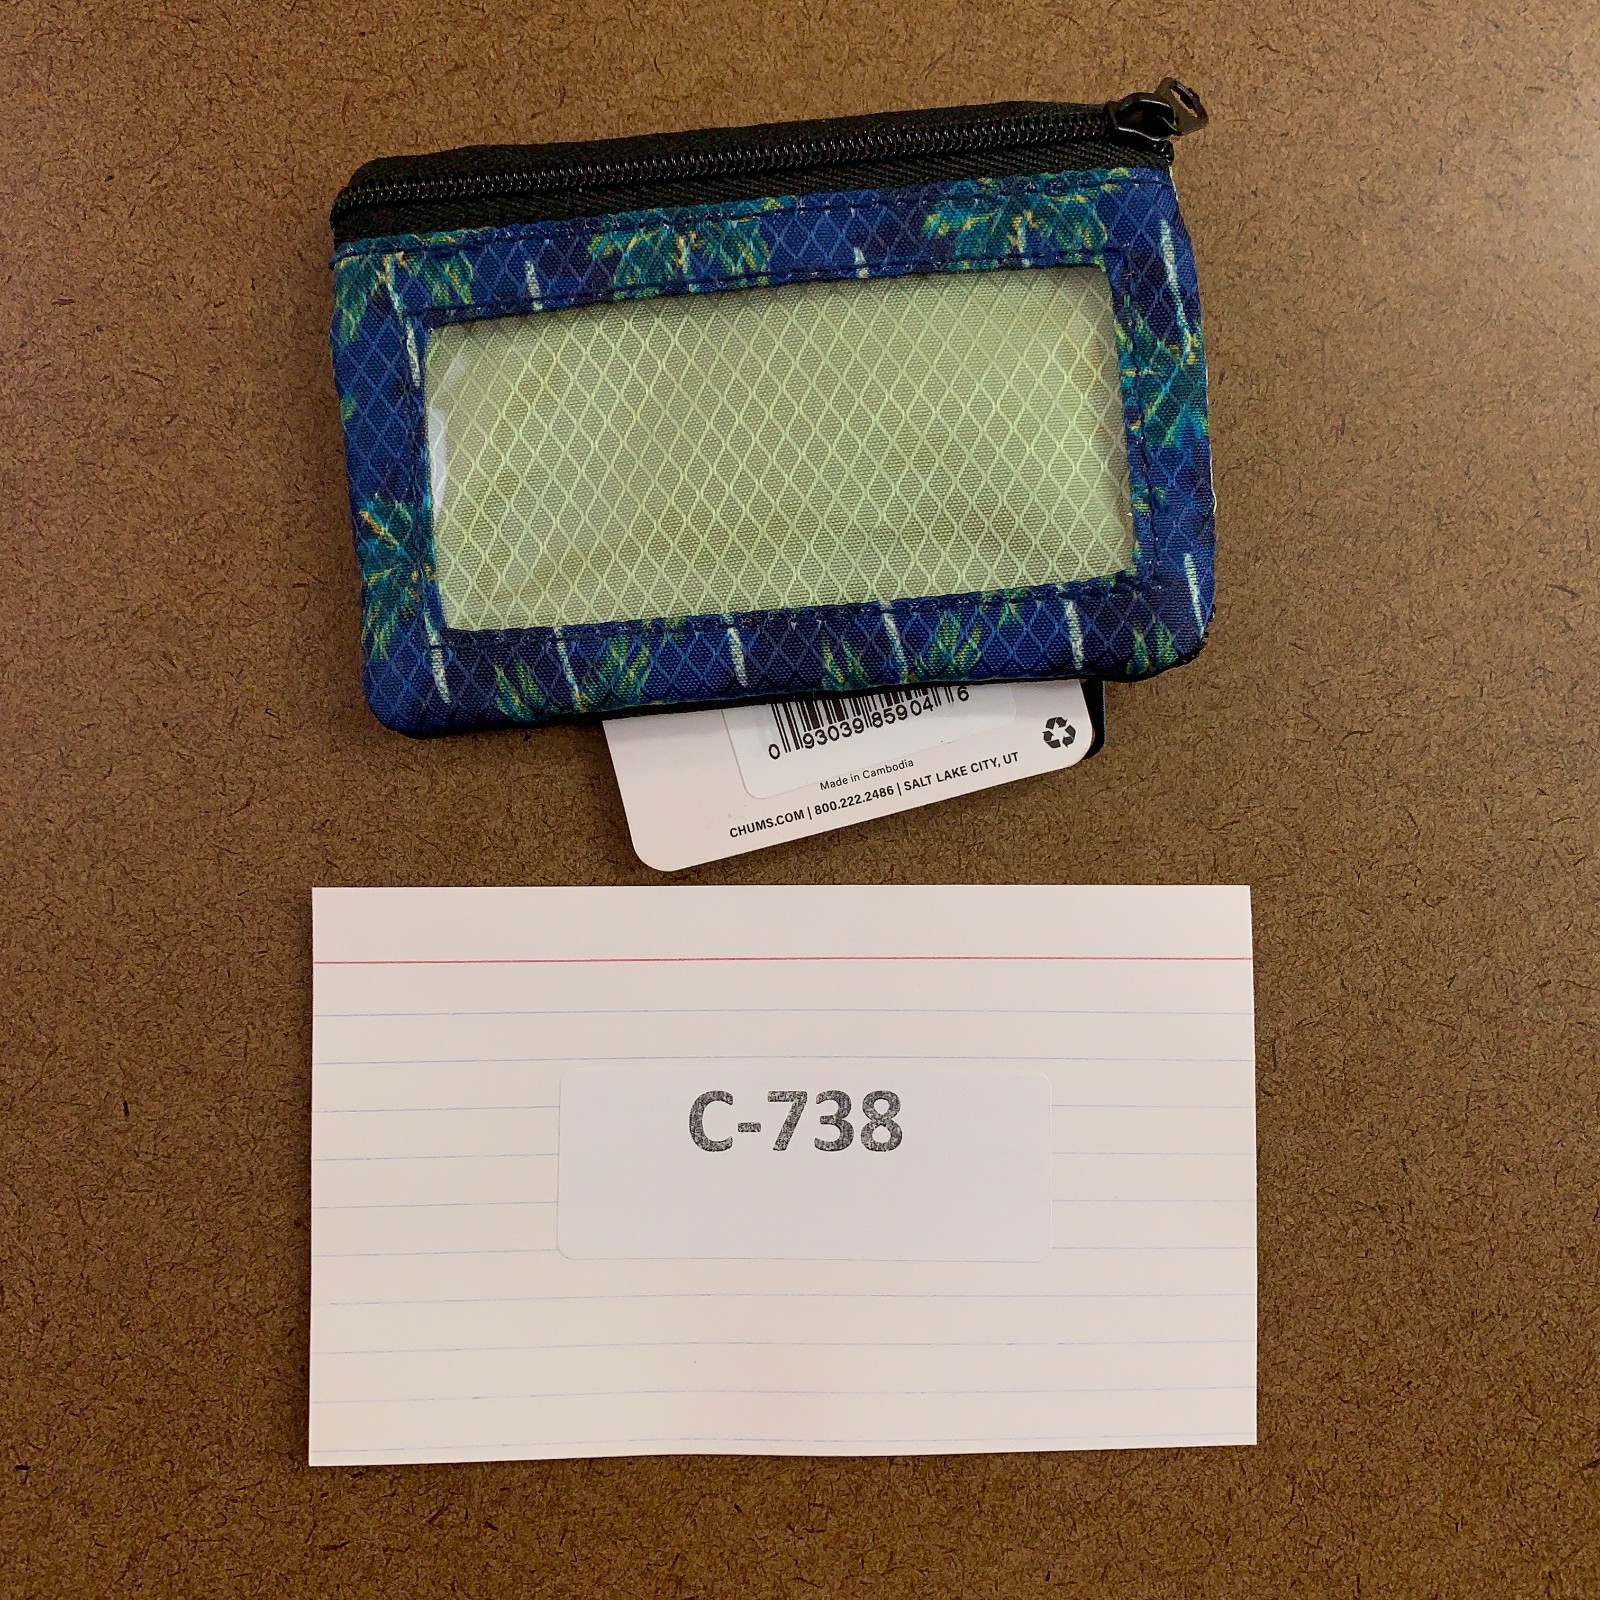 0 93039 85904 6
Made in Cambodia
CHUMS.COM | 800.222.2486 | SALT LAKE CITY, UT
C-738